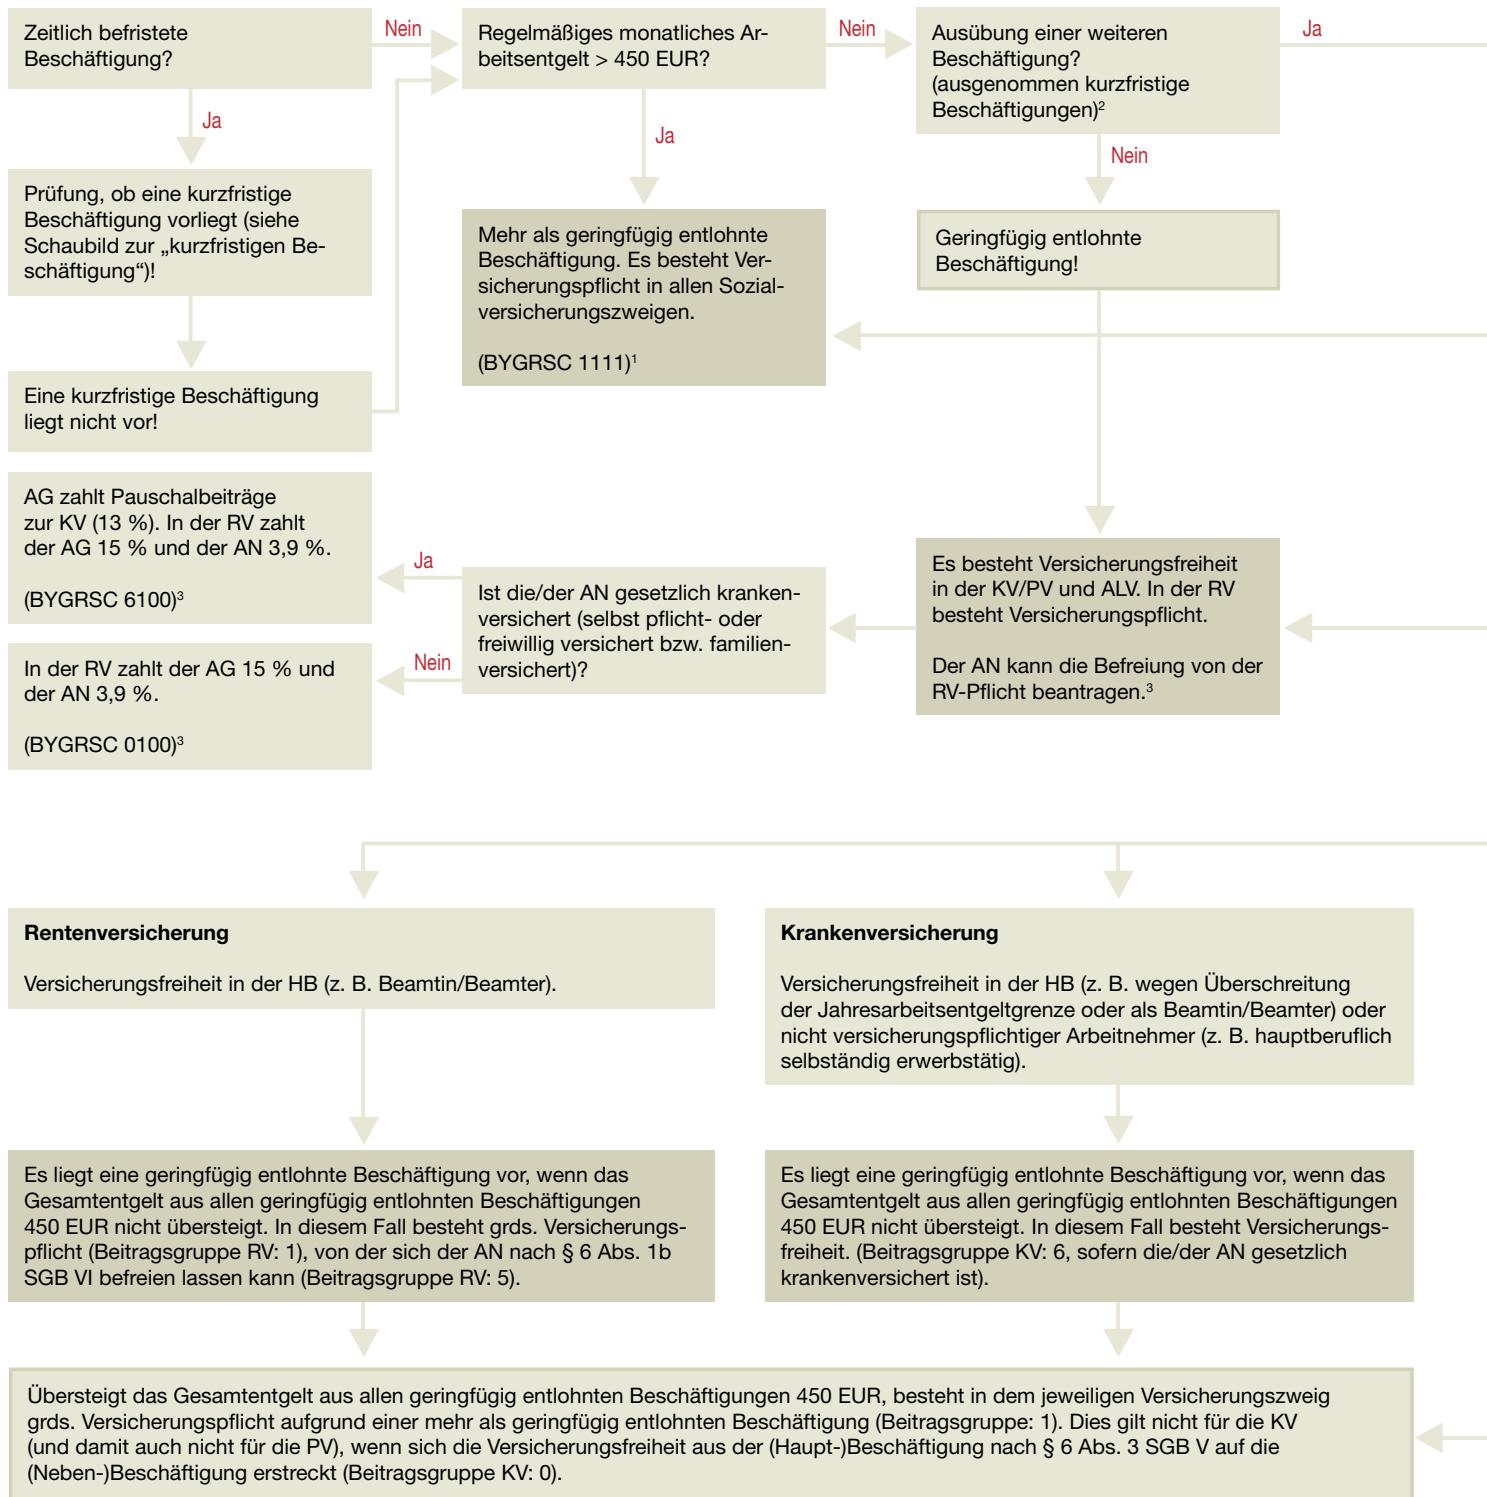 Zeitlich befristete
Beschäftigung?
Nein
Regelmäßiges monatliches Ar-
beitsentgelt > 450 EUR?
Nein
Ausübung einer weiteren
Beschäftigung?
(ausgenommen kurzfristige
Beschäftigungen)²
Ja
Ja
Ja
Nein
Prüfung, ob eine kurzfristige
Beschäftigung vorliegt (siehe
Schaubild zur „kurzfristigen Be-
schäftigung“)!
Mehr als geringfügig entlohnte
Beschäftigung. Es besteht Ver-
sicherungspflicht in allen Sozial-
versicherungszweigen.
(BYGRSC 1111)¹
Geringfügig entlohnte
Beschäftigung!
Eine kurzfristige Beschäftigung
liegt nicht vor!
AG zahlt Pauschalbeiträge
zur KV (13 %). In der RV zahlt
der AG 15 % und der AN 3,9 %.
(BYGRSC 6100)³
Ja
Nein
Ist die/der AN gesetzlich kranken-
versichert (selbst pflicht- oder
freiwillig versichert bzw. familien-
versichert)?
Es besteht Versicherungsfreiheit
in der KV/PV und ALV. In der RV
besteht Versicherungspflicht.
Der AN kann die Befreiung von der
RV-Pflicht beantragen.³
In der RV zahlt der AG 15 % und
der AN 3,9 %.
(BYGRSC 0100)³
Rentenversicherung
Versicherungsfreiheit in der HB (z. B. Beamtin/Beamter).
Krankenversicherung
Versicherungsfreiheit in der HB (z. B. wegen Überschreitung
der Jahresarbeitsentgeltgrenze oder als Beamtin/Beamter) oder
nicht versicherungspflichtiger Arbeitnehmer (z. B. hauptberuflich
selbständig erwerbstätig).
Es liegt eine geringfügig entlohnte Beschäftigung vor, wenn das
Gesamtentgelt aus allen geringfügig entlohnten Beschäftigungen
450 EUR nicht übersteigt. In diesem Fall besteht grds. Versicherungs-
pflicht (Beitragsgruppe RV: 1), von der sich der AN nach § 6 Abs. 1b
SGB VI befreien lassen kann (Beitragsgruppe RV: 5).
Es liegt eine geringfügig entlohnte Beschäftigung vor, wenn das
Gesamtentgelt aus allen geringfügig entlohnten Beschäftigungen
450 EUR nicht übersteigt. In diesem Fall besteht Versicherungs-
freiheit. (Beitragsgruppe KV: 6, sofern die/der AN gesetzlich
krankenversichert ist).
Übersteigt das Gesamtentgelt aus allen geringfügig entlohnten Beschäftigungen 450 EUR, besteht in dem jeweiligen Versicherungszweig
grds. Versicherungspflicht aufgrund einer mehr als geringfügig entlohnten Beschäftigung (Beitragsgruppe: 1). Dies gilt nicht für die KV
(und damit auch nicht für die PV), wenn sich die Versicherungsfreiheit aus der (Haupt-)Beschäftigung nach § 6 Abs. 3 SGB V auf die
(Neben-)Beschäftigung erstreckt (Beitragsgruppe KV: 0).